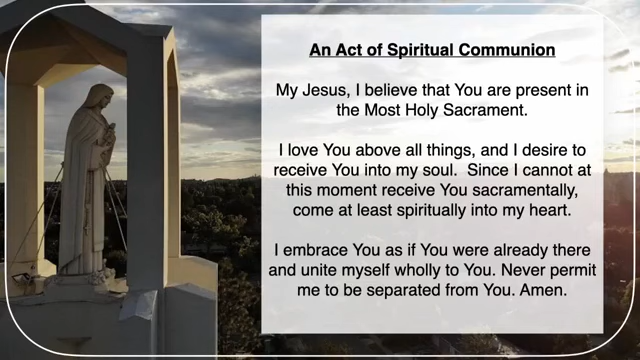 An Act of Spiritual Communion
My Jesus, I believe that You are present in
the Most Holy Sacrament.
I love You above all things, and I desire to
receive You into my soul.  Since I cannot at
this moment receive You sacramentally,
come at least spiritually into my heart.
I embrace You as if You were already there
and unite myself wholly to You. Never permit
me to be separated from You. Amen.